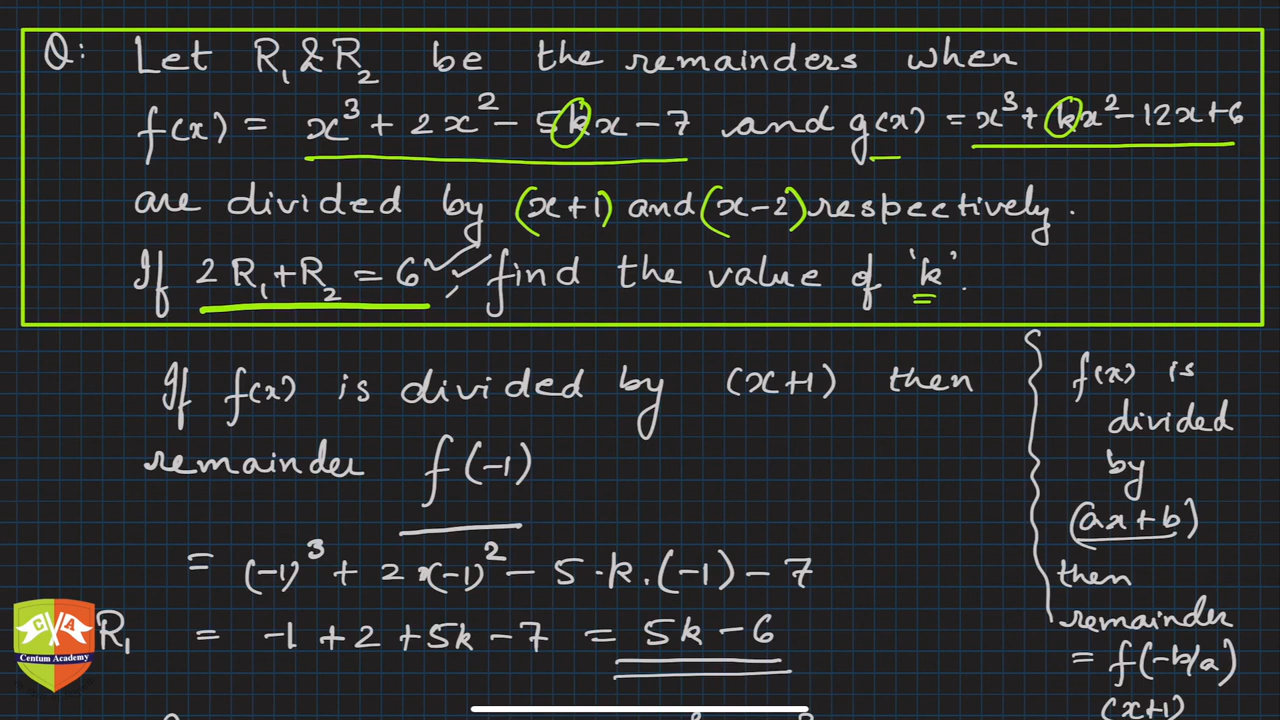 Q: Let R₁ & R₂ be the remainders when
f(x) = x³ + 2x² - 5kx - 7 and g(x) = x³ + kx² - 12x + 6
are divided by (x+1) and (x-2) respectively.
If 2R₁ + R₂ = 6 find the value of 'k'.
If f(x) is divided by (x+1) then
remainder f(-1)
= (-1)³ + 2×(-1)² - 5·k·(-1) - 7
R₁ = -1 + 2 + 5k - 7 = 5k - 6
f(x) is
divided
by
(ax+b)
then
remainder
= f(-b/a)
(x+1)
CA
Centum Academy